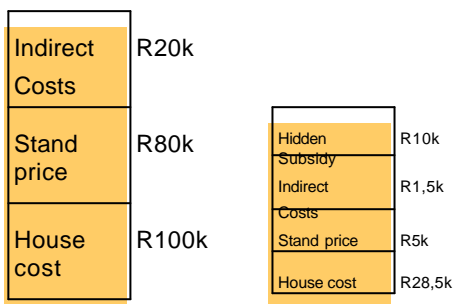 Indirect R20k
Costs
Stand R80k
price
House R100k
cost
Hidden R10k
Subsidy
Indirect R1,5k
Costs
Stand price R5k
House cost R28,5k